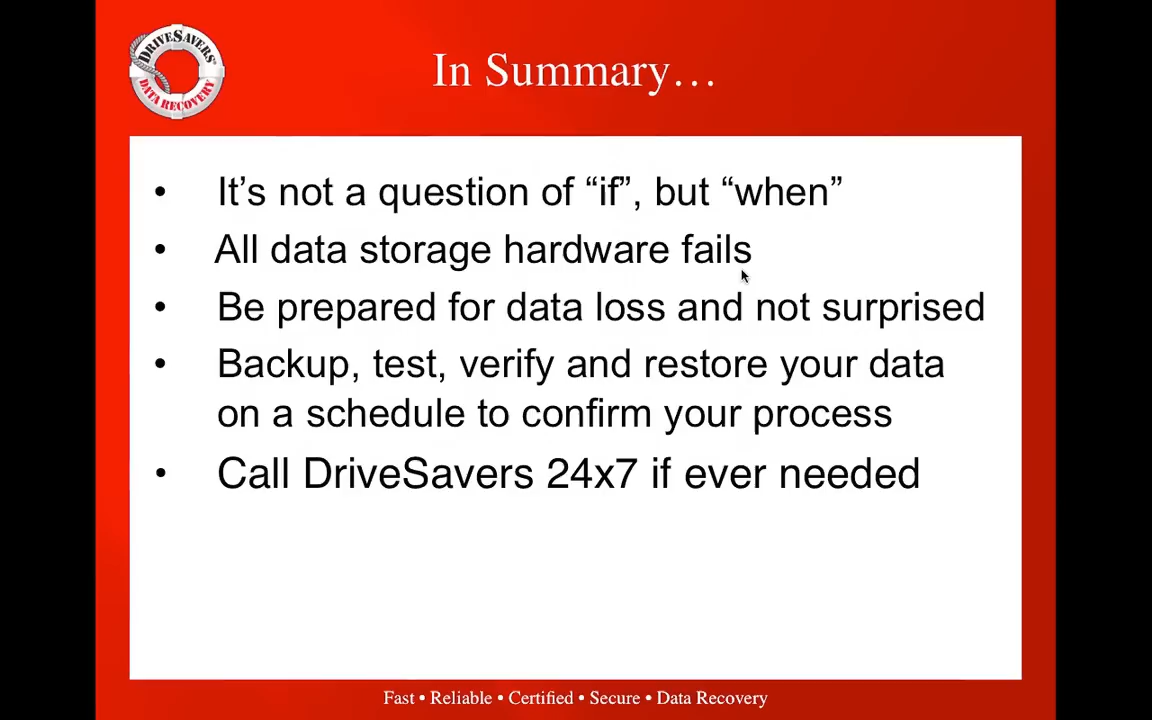 DRIVESAVERS
DATA RECOVERY
In Summary…
• It’s not a question of “if”, but “when”
• All data storage hardware fails
• Be prepared for data loss and not surprised
• Backup, test, verify and restore your data
on a schedule to confirm your process
• Call DriveSavers 24x7 if ever needed
Fast • Reliable • Certified • Secure • Data Recovery